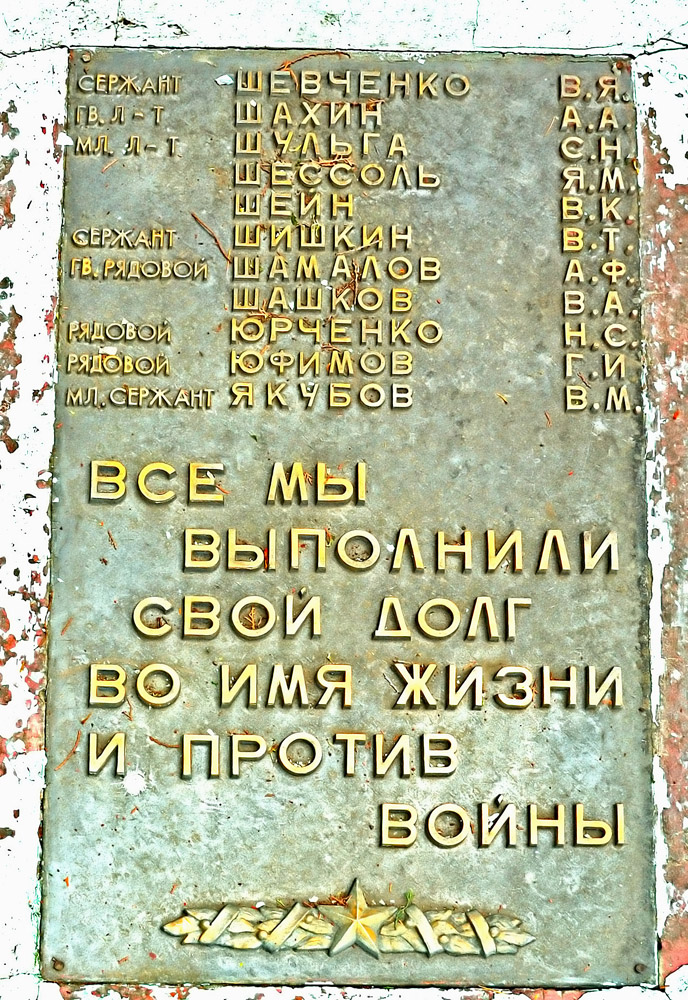 СЕРЖАНТ ШЕВЧЕНКО В.Я.
ГВ. Л-Т ШАХИН А.А.
МЛ. Л-Т ШУЛЬГА С.Н.
ШЕССОЛЬ Я.М.
ШЕЙН В.К.
СЕРЖАНТ ШИШКИН В.Т.
ГВ. РЯДОВОЙ ШАМАЛОВ А.Ф.
ШАШКОВ В.А
РЯДОВОЙ ЮРЧЕНКО Н.С.
РЯДОВОЙ ЮФИМОВ Г.И
МЛ. СЕРЖАНТ ЯКУБОВ В.М.
ВСЕ МЫ
ВЫПОЛНИЛИ
СВОЙ ДОЛГ
ВО ИМЯ ЖИЗНИ
И ПРОТИВ
ВОЙНЫ